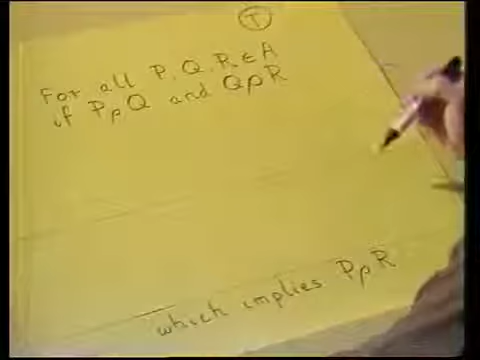 T
For all P, Q, R ∈ A
if PρQ and QρR
which implies PρR